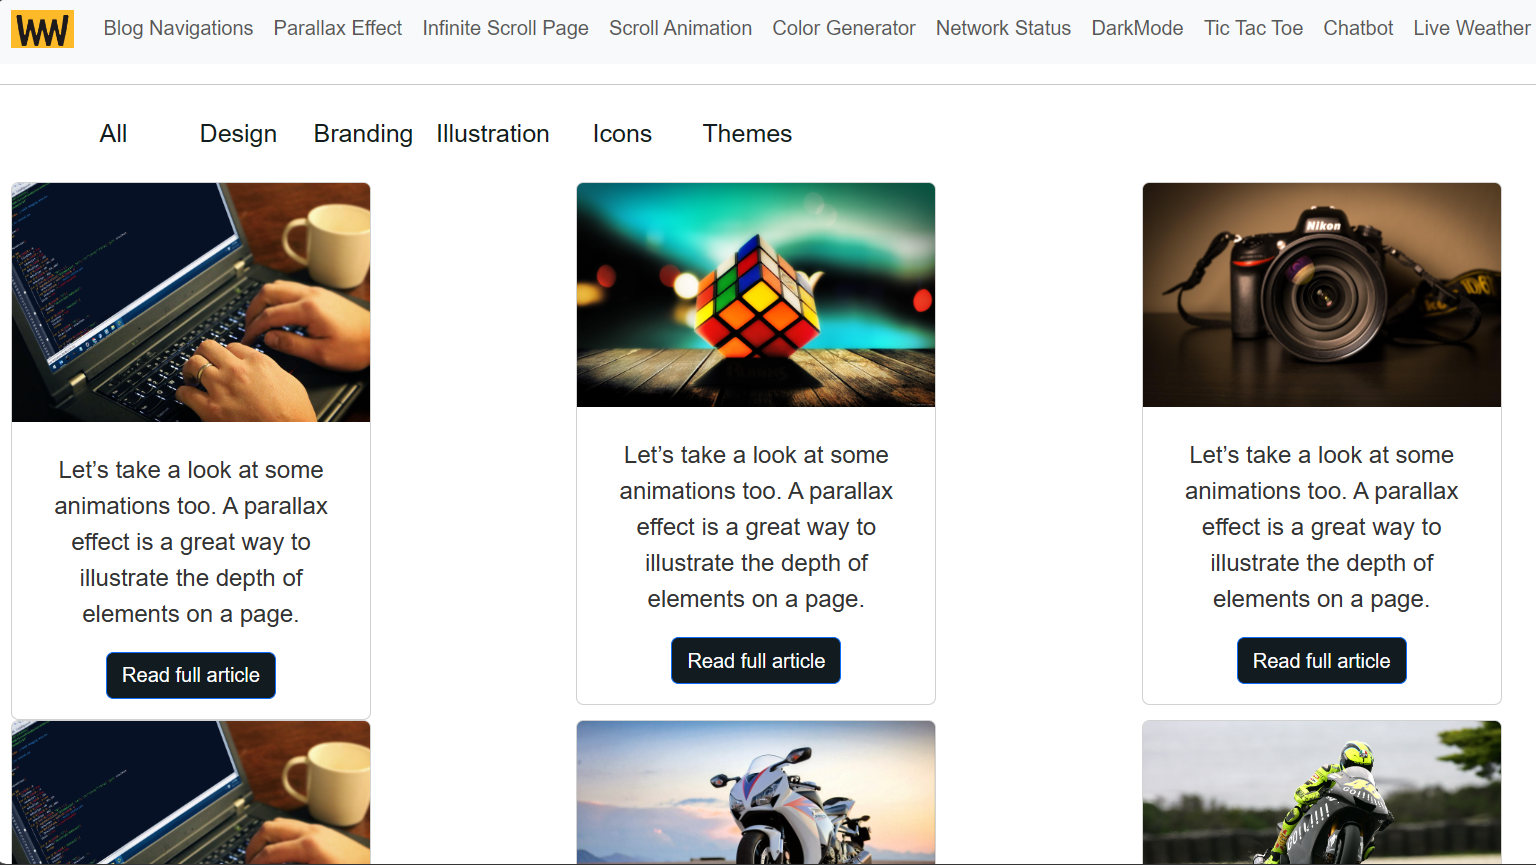 WW Blog Navigations Parallax Effect Infinite Scroll Page Scroll Animation Color Generator Network Status DarkMode Tic Tac Toe Chatbot Live Weather
All Design Branding Illustration Icons Themes
Nikon
Let’s take a look at some
animations too. A parallax
effect is a great way to
illustrate the depth of
elements on a page.
Read full article
Let’s take a look at some
animations too. A parallax
effect is a great way to
illustrate the depth of
elements on a page.
Read full article
Let’s take a look at some
animations too. A parallax
effect is a great way to
illustrate the depth of
elements on a page.
Read full article